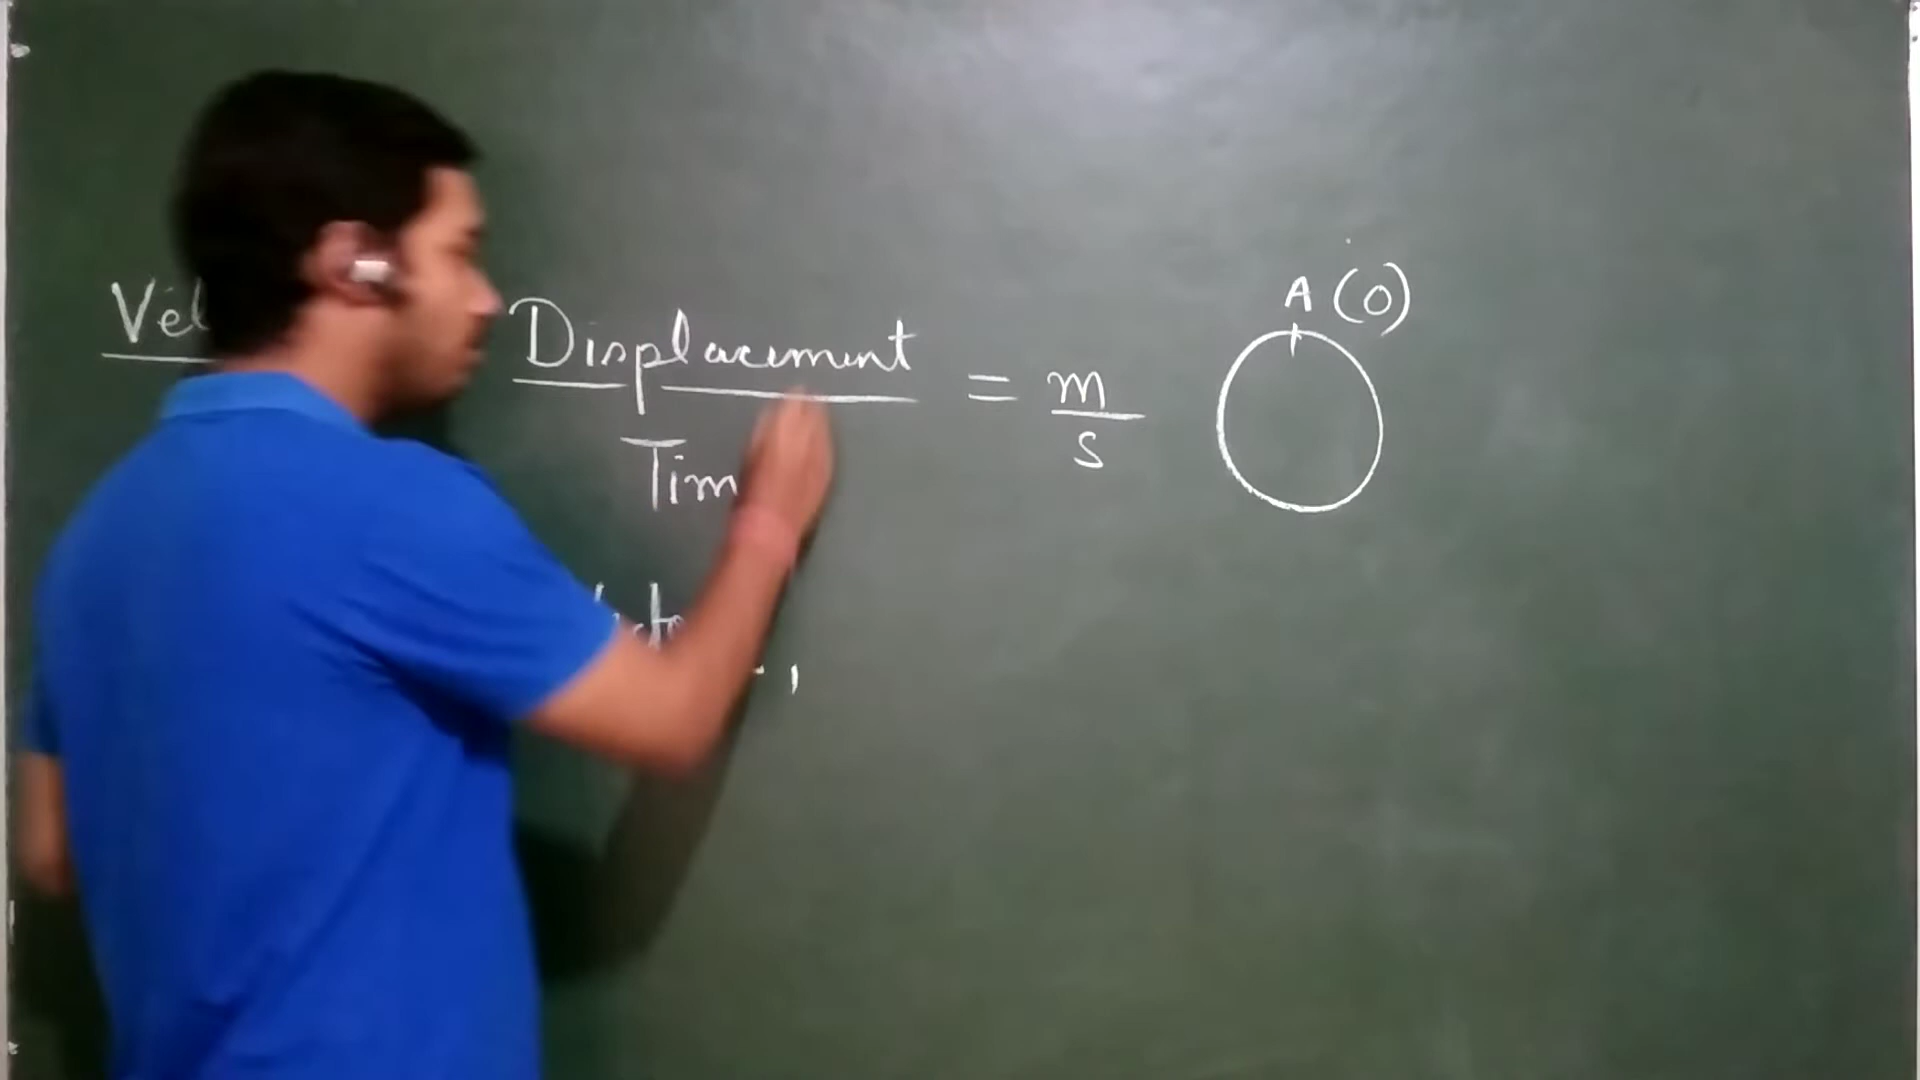 Vel
Displacement
Tim
= m
s
A (0)